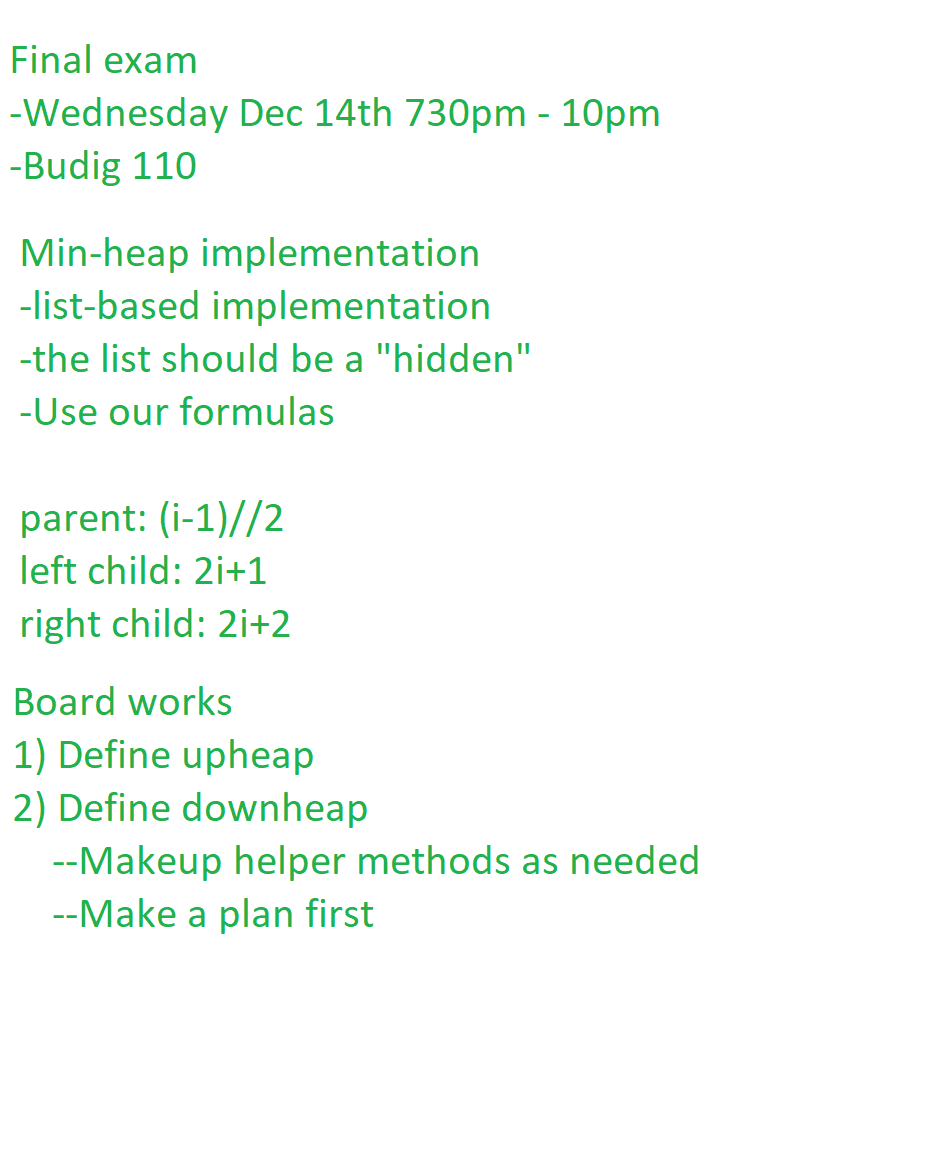 Final exam
-Wednesday Dec 14th 730pm - 10pm
-Budig 110
Min-heap implementation
-list-based implementation
-the list should be a "hidden"
-Use our formulas
parent: (i-1)//2
left child: 2i+1
right child: 2i+2
Board works
1) Define upheap
2) Define downheap
--Makeup helper methods as needed
--Make a plan first